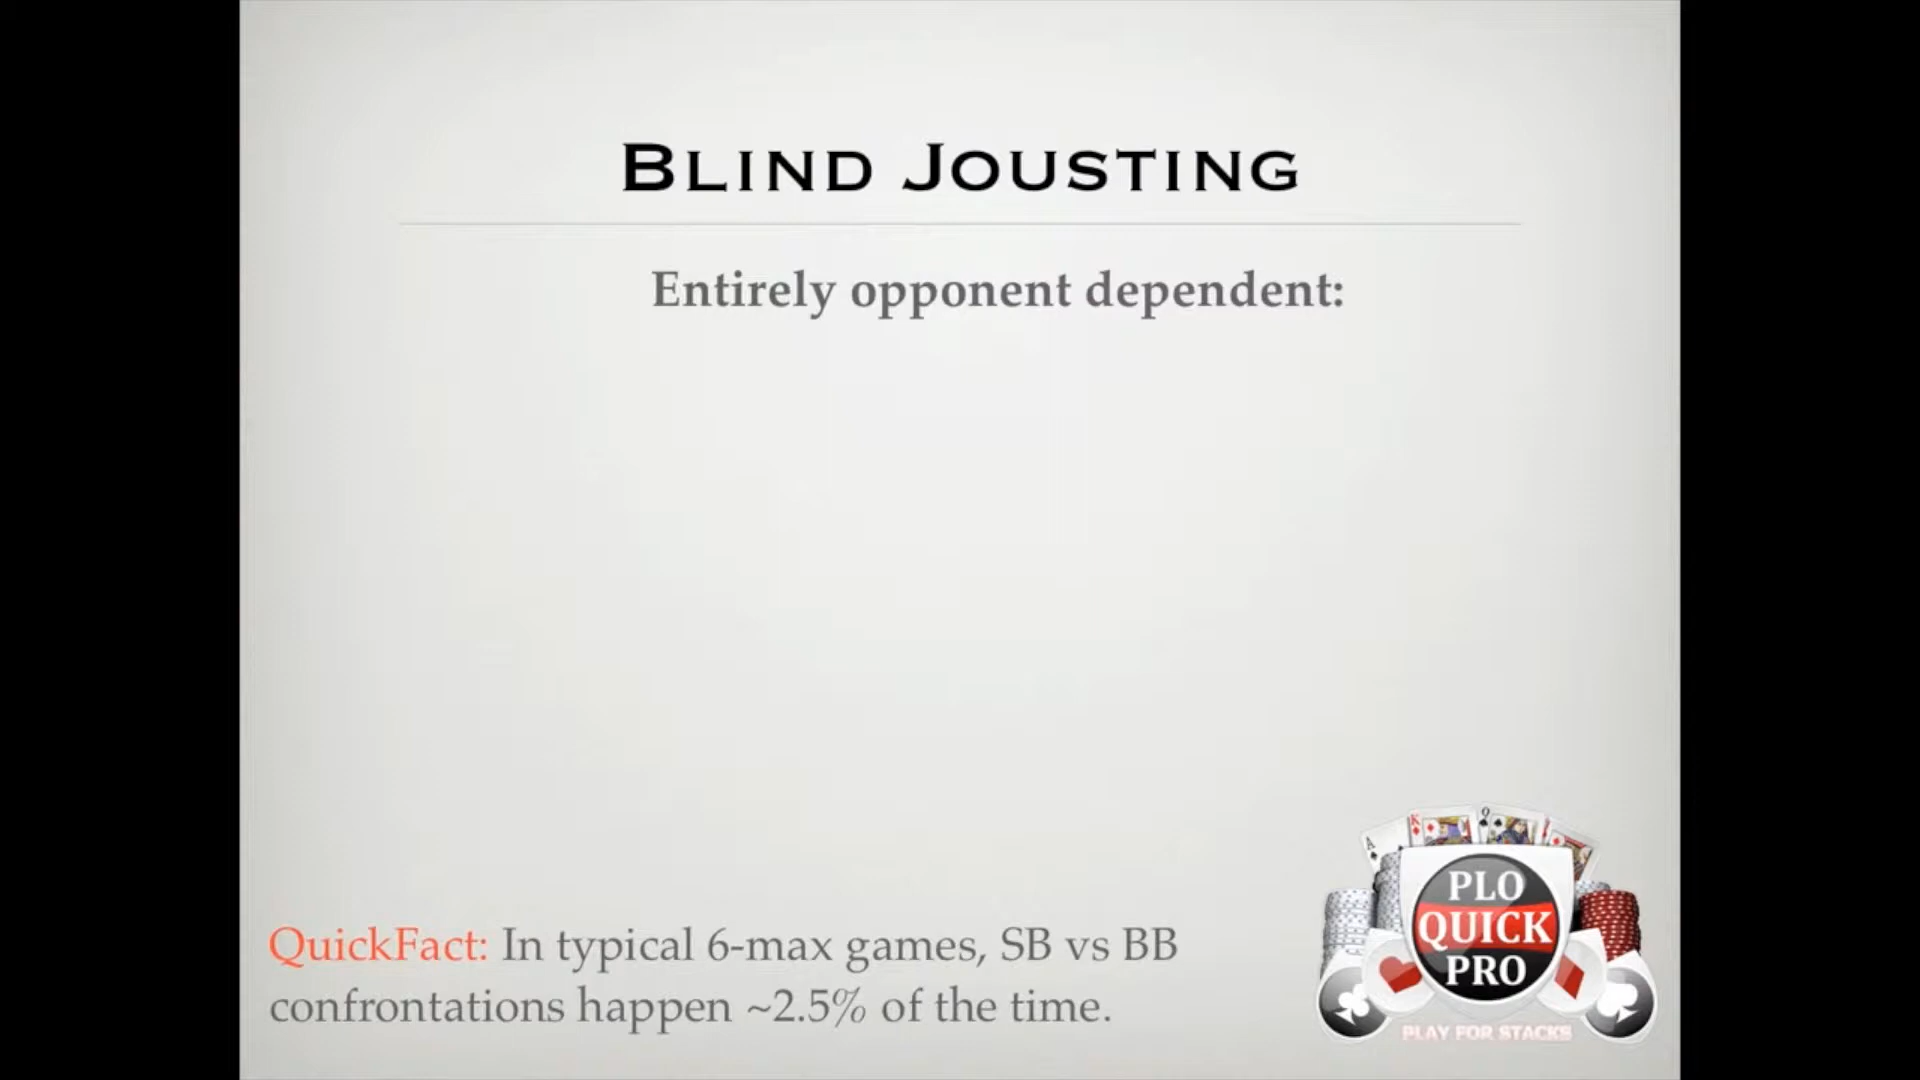 Blind Jousting
Entirely opponent dependent:
QuickFact: In typical 6-max games, SB vs BB
confrontations happen ~2.5% of the time.
A
K
Q
PLO
QUICK
PRO
PLAY FOR STACKS